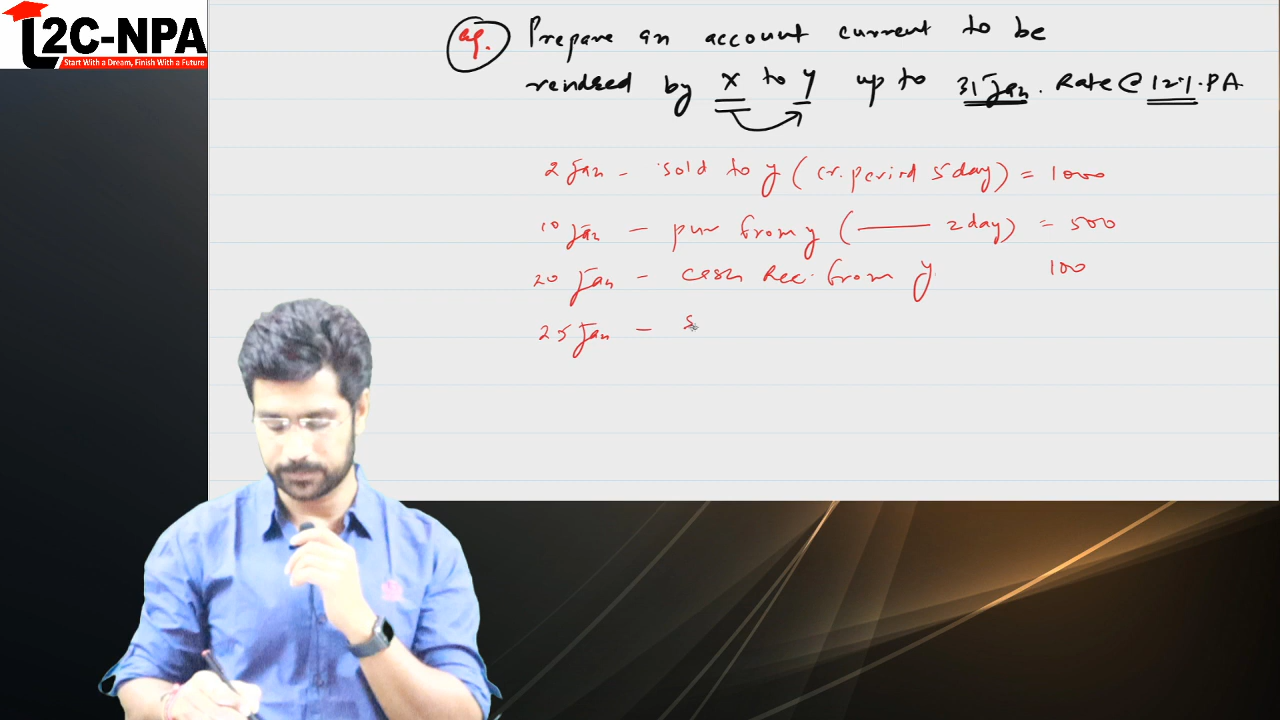 L2C-NPA
Start With a Dream, Finish With a Future
Prepare an account current to be
rendred by X to y up to 31 Jan. Rate @ 12%.PA
2 Jan - sold to y (cr. period 5 day) = 1000
10 Jan - pur from y ( —— 2 day) = 500
20 Jan - cash Rec. from y. 100
25 Jan - S